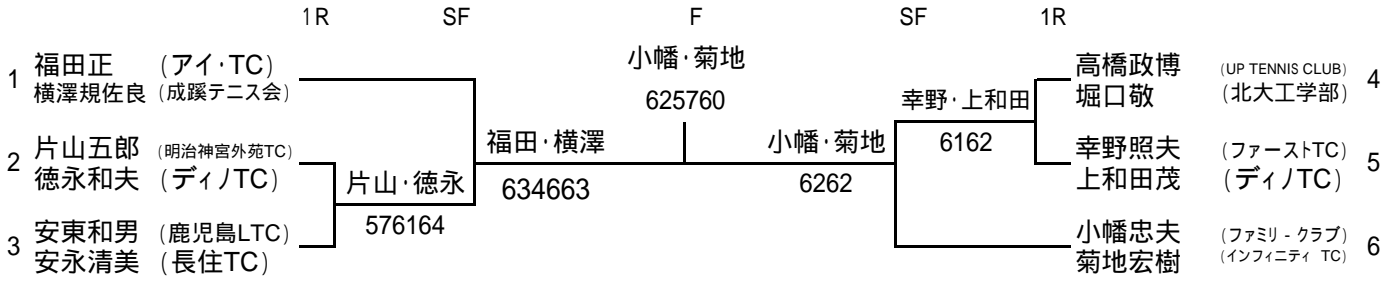 1R SF F SF 1R
小幡・菊地
625760
1 福田正 (アイ・TC)
横澤規佐良 (成蹊テニス会)
2 片山五郎 (明治神宮外苑TC)
徳永和夫 (ディノTC)
3 安東和男 (鹿児島LTC)
安永清美 (長住TC)
片山・徳永
576164
福田・横澤
634663
小幡・菊地
6262
幸野・上和田
6162
高橋政博 (UP TENNIS CLUB) 4
堀口敬 (北大工学部)
幸野照夫 (ファーストTC) 5
上和田茂 (ディノTC)
小幡忠夫 (ファミリ - クラブ) 6
菊地宏樹 (インフィニティ TC)